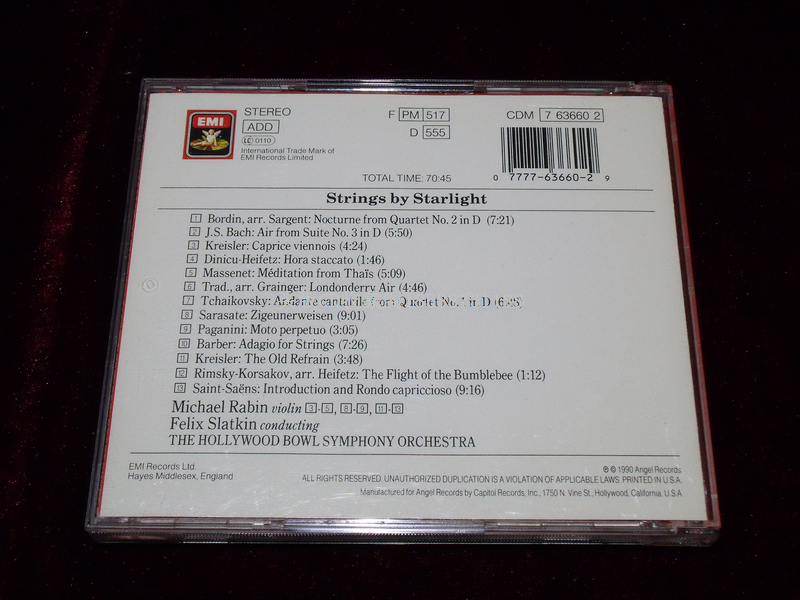 EMI
STEREO
ADD
LC 0110
International Trade Mark of
EMI Records Limited
F PM 517
D 555
CDM 7 63660 2
0 7777-63660-2 9
TOTAL TIME: 70:45
Strings by Starlight
1 Bordin, arr. Sargent: Nocturne from Quartet No. 2 in D (7:21)
2 J.S. Bach: Air from Suite No. 3 in D (5:50)
3 Kreisler: Caprice viennois (4:24)
4 Dinicu-Heifetz: Hora staccato (1:46)
5 Massenet: Méditation from Thaïs (5:09)
6 Trad., arr. Grainger: Londonderry Air (4:46)
7 Tchaikovsky: Andante cantabile from Quartet No. 1 in D
8 Sarasate: Zigeunerweisen (9:01)
9 Paganini: Moto perpetuo (3:05)
10 Barber: Adagio for Strings (7:26)
11 Kreisler: The Old Refrain (3:48)
12 Rimsky-Korsakov, arr. Heifetz: The Flight of the Bumblebee (1:12)
13 Saint-Saëns: Introduction and Rondo capriccioso (9:16)
Michael Rabin violin 3-5, 8-9, 11-13
Felix Slatkin conducting
THE HOLLYWOOD BOWL SYMPHONY ORCHESTRA
EMI Records Ltd.
Hayes Middlesex, England
℗ © 1990 Angel Records
ALL RIGHTS RESERVED. UNAUTHORIZED DUPLICATION IS A VIOLATION OF APPLICABLE LAWS. PRINTED IN U.S.A.
Manufactured for Angel Records by Capitol Records, Inc., 1750 N. Vine St., Hollywood, California, U.S.A.